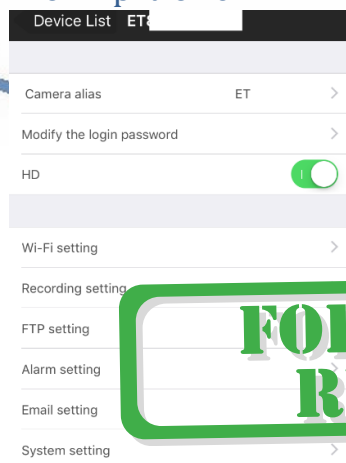 Device List ET
Camera alias ET
Modify the login password
HD
Wi-Fi setting
Recording setting
FTP setting
Alarm setting
Email setting
System setting